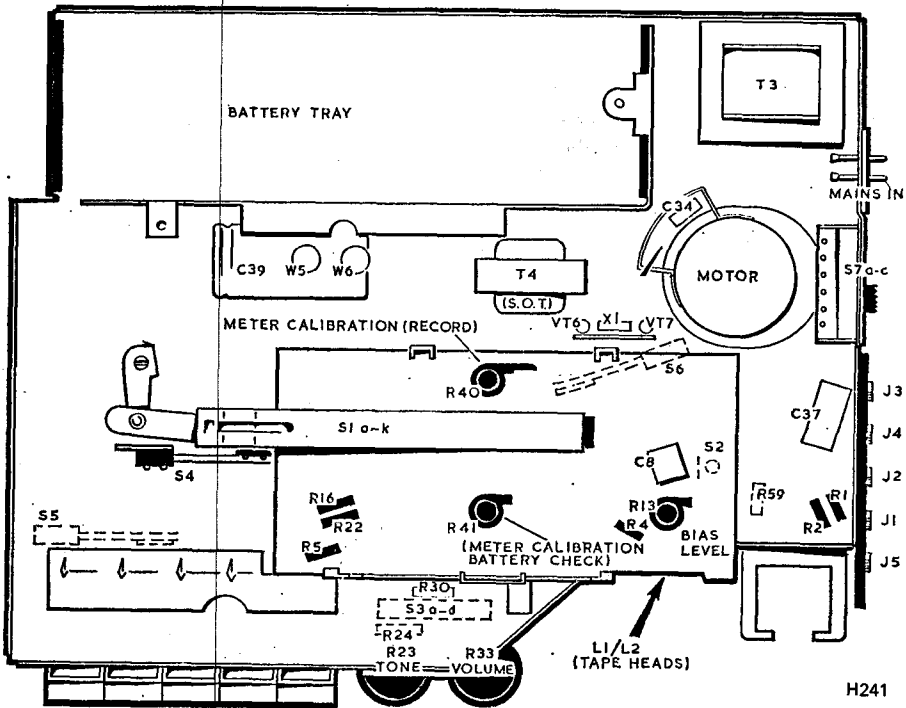 T3
BATTERY TRAY
MAINS IN
C34
C
C39
W5
W6
T4
(S.O.T.)
MOTOR
S7a-c
METER CALIBRATION (RECORD)
VT6
X1
VT7
S6
R40
J3
S1 a-k
C37
J4
C8
S2
S4
J2
R16
R59
R1
S5
R22
R41
R13
R2
J1
R4
R5
(METER CALIBRATION
BATTERY CHECK)
BIAS
LEVEL
J5
R30
S3a-d
R24
R23
TONE
R33
VOLUME
L1/L2
(TAPE HEADS)
H241